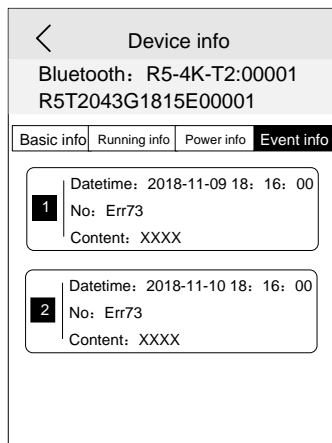 Device info
Bluetooth：R5-4K-T2:00001
R5T2043G1815E00001
Basic info Running info Power info Event info
Datetime：2018-11-09 18：16：00
1
No：Err73
Content：XXXX
Datetime：2018-11-10 18：16：00
2
No：Err73
Content：XXXX